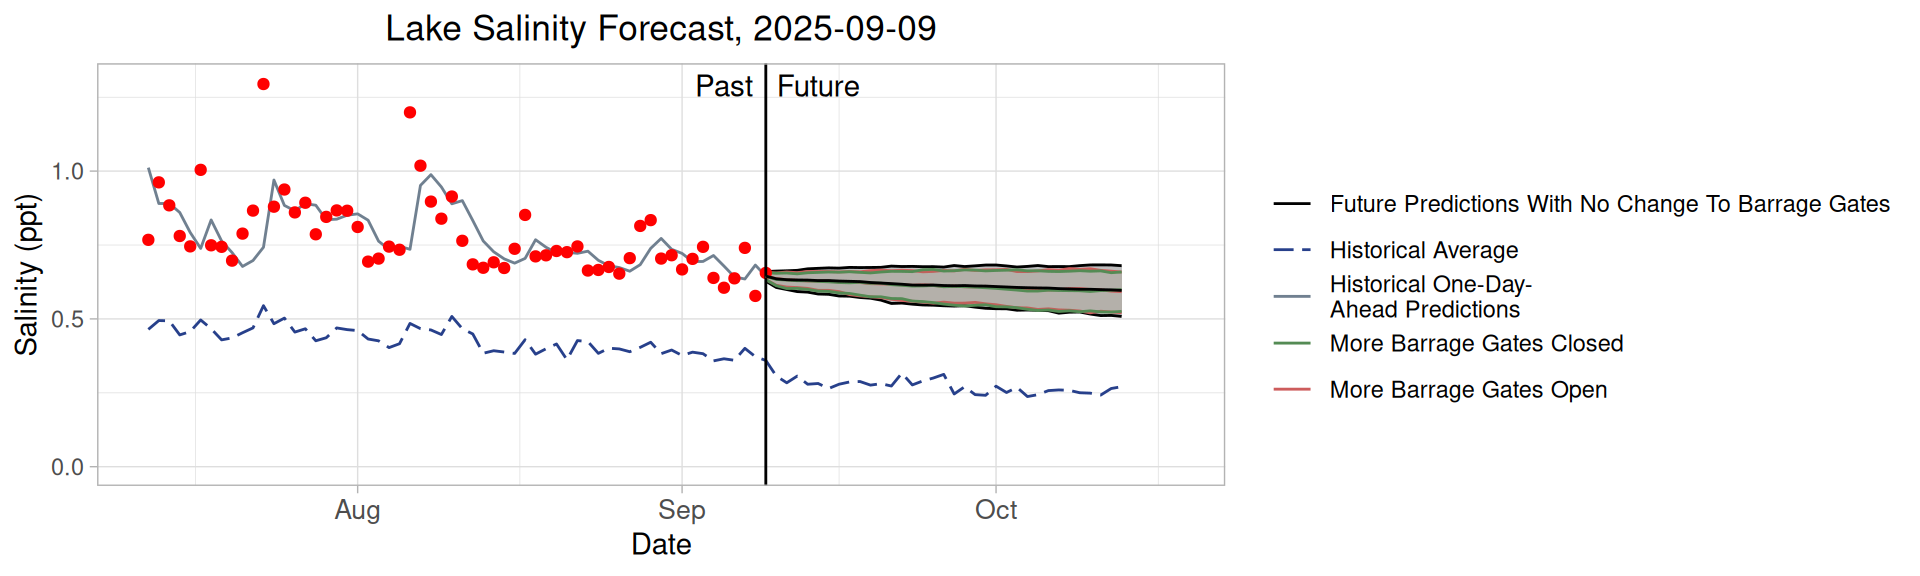 Lake Salinity Forecast, 2025-09-09
Past
Future
1.0
0.5
0.0
Salinity (ppt)
Aug
Sep
Oct
Date
Future Predictions With No Change To Barrage Gates
Historical Average
Historical One-Day-
Ahead Predictions
More Barrage Gates Closed
More Barrage Gates Open